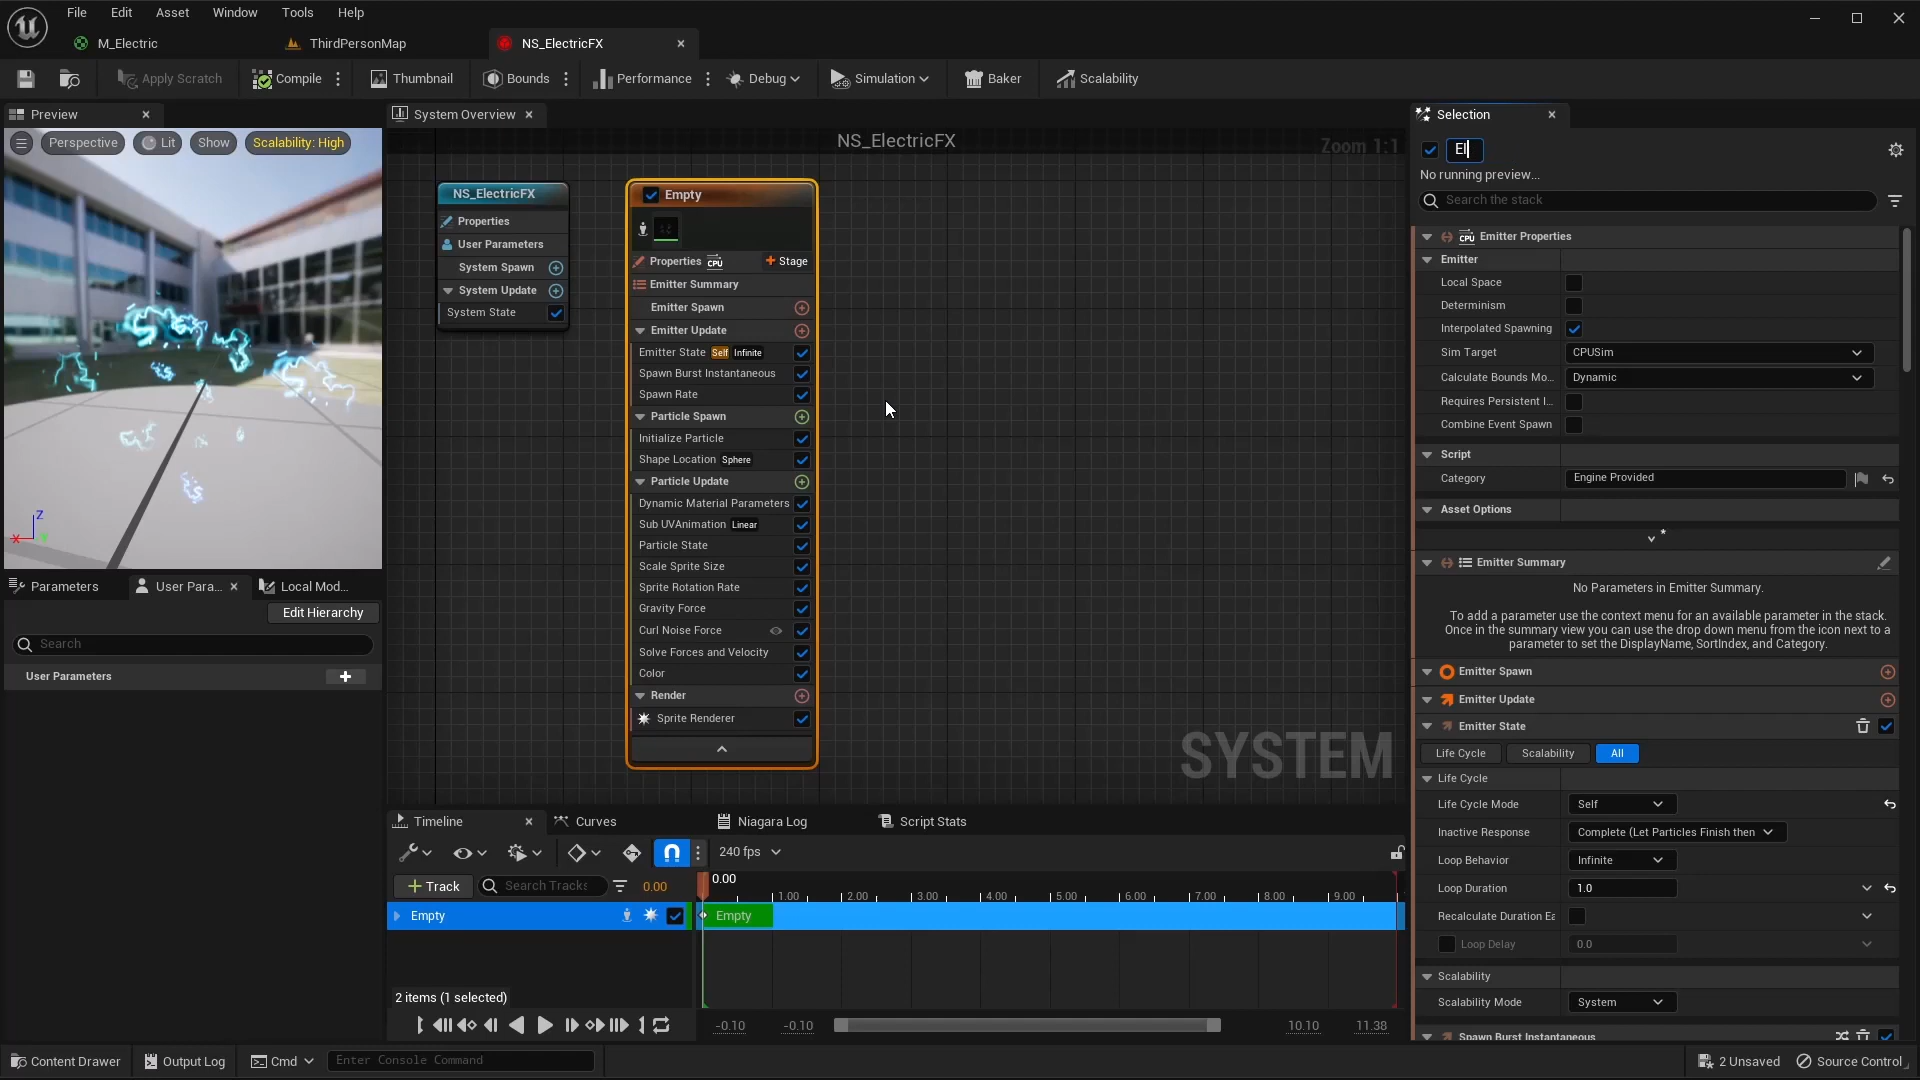 File Edit Asset Window Tools Help
M_Electric ThirdPersonMap NS_ElectricFX
Apply Scratch Compile Thumbnail Bounds Performance Debug Simulation Baker Scalability
Preview
Perspective Lit Show Scalability: High
Z
X
Parameters User Para... Local Mod...
Edit Hierarchy
Search
User Parameters
System Overview
NS_ElectricFX
Zoom 1:1
NS_ElectricFX
Properties
User Parameters
System Spawn
System Update
System State
Empty
Properties CPU Stage
Emitter Summary
Emitter Spawn
Emitter Update
Emitter State Self Infinite
Spawn Burst Instantaneous
Spawn Rate
Particle Spawn
Initialize Particle
Shape Location Sphere
Particle Update
Dynamic Material Parameters
Sub UVAnimation Linear
Particle State
Scale Sprite Size
Sprite Rotation Rate
Gravity Force
Curl Noise Force
Solve Forces and Velocity
Color
Render
Sprite Renderer
SYSTEM
Timeline Curves Niagara Log Script Stats
240 fps
Track Search Tracks 0.00
0.00
1.00 2.00 3.00 4.00 5.00 6.00 7.00 8.00 9.00
Empty Empty
2 items (1 selected)
-0.10 -0.10 10.10 11.38
Selection
El
No running preview...
Search the stack
CPU Emitter Properties
Emitter
Local Space
Determinism
Interpolated Spawning
Sim Target CPUSim
Calculate Bounds Mo... Dynamic
Requires Persistent I...
Combine Event Spawn
Script
Category Engine Provided
Asset Options
Emitter Summary
No Parameters in Emitter Summary.
To add a parameter use the context menu for an available parameter in the stack.
Once in the summary view you can use the drop down menu from the icon next to a
parameter to set the DisplayName, SortIndex, and Category.
Emitter Spawn
Emitter Update
Emitter State
Life Cycle Scalability All
Life Cycle
Life Cycle Mode Self
Inactive Response Complete (Let Particles Finish then
Loop Behavior Infinite
Loop Duration 1.0
Recalculate Duration Ea
Loop Delay 0.0
Scalability
Scalability Mode System
Spawn Burst Instantaneous
Content Drawer Output Log Cmd Enter Console Command 2 Unsaved Source Control